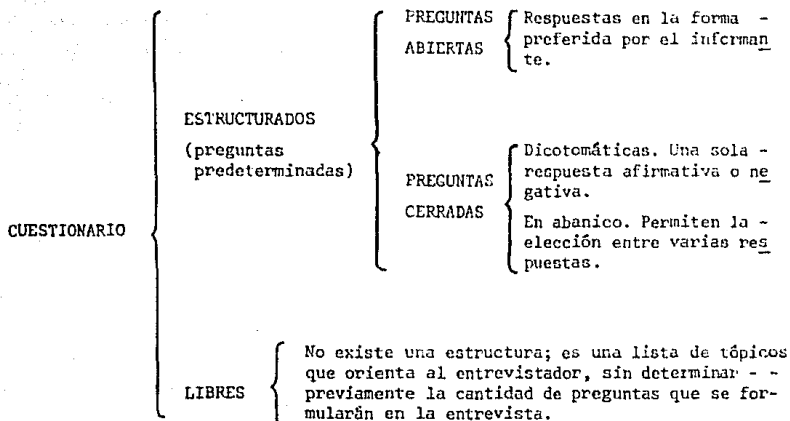 PREGUNTAS
ABIERTAS
Respuestas en la forma -
preferida por el informan
te.
ESTRUCTURADOS
(preguntas
predeterminadas)
PREGUNTAS
CERRADAS
Dicotomáticas. Una sola -
respuesta afirmativa o ne
gativa.
En abanico. Permiten la -
elección entre varias res
puestas.
CUESTIONARIO
LIBRES
No existe una estructura; es una lista de tópicos
que orienta al entrevistador, sin determinar - -
previamente la cantidad de preguntas que se for-
mularán en la entrevista.